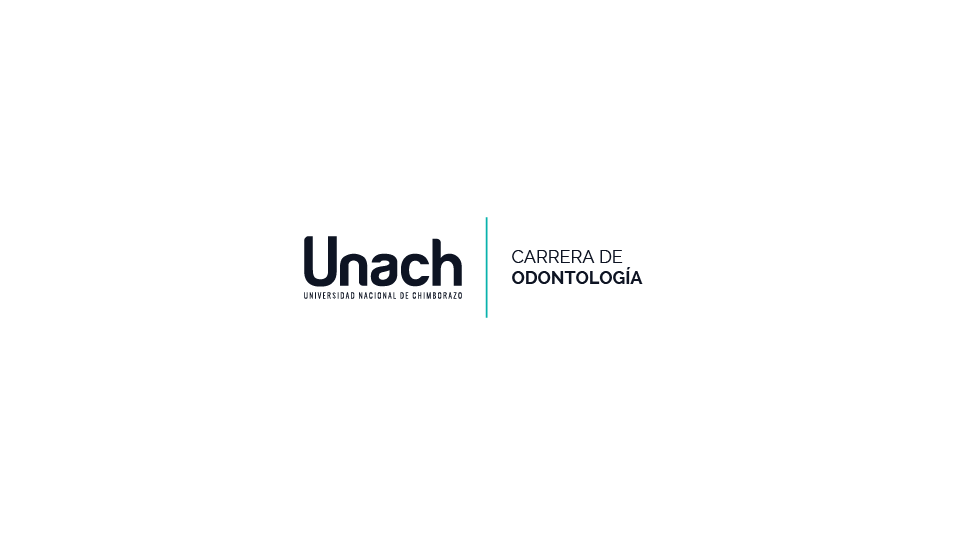 Unach
UNIVERSIDAD NACIONAL DE CHIMBORAZO
CARRERA DE
ODONTOLOGÍA